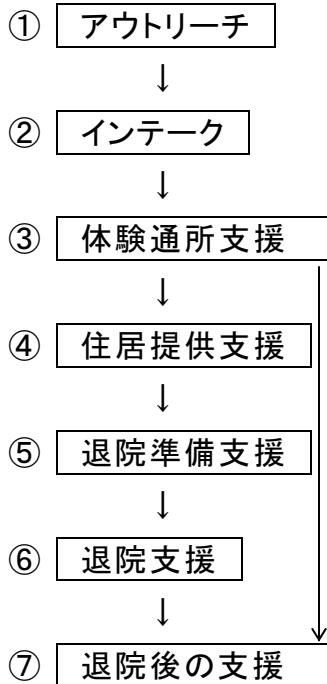 ① アウトリーチ
↓
② インテーク
↓
③ 体験通所支援
↓
④ 住居提供支援
↓
⑤ 退院準備支援
↓
⑥ 退院支援
↓
⑦ 退院後の支援